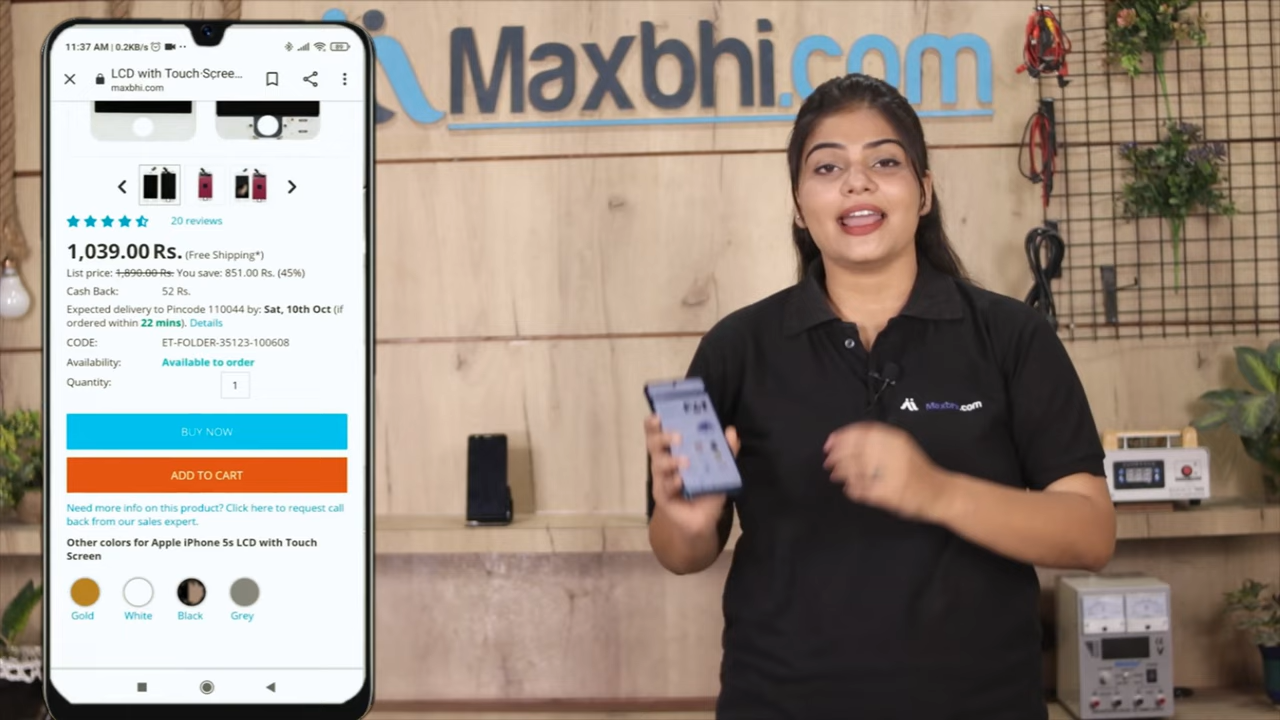 11:37 AM | 0.2KB/s
LCD with Touch Scree...
maxbhi.com
20 reviews
1,039.00 Rs. (Free Shipping*)
List price: 1,890.00 Rs. You save: 851.00 Rs. (45%)
Cash Back: 52 Rs.
Expected delivery to Pincode 110044 by: Sat, 10th Oct (if
ordered within 22 mins). Details
CODE: ET-FOLDER-35123-100608
Availability: Available to order
Quantity: 1
BUY NOW
ADD TO CART
Need more info on this product? Click here to request call
back from our sales expert.
Other colors for Apple iPhone 5s LCD with Touch
Screen
Gold White Black Grey
Maxbhi.com
Maxbhi.com